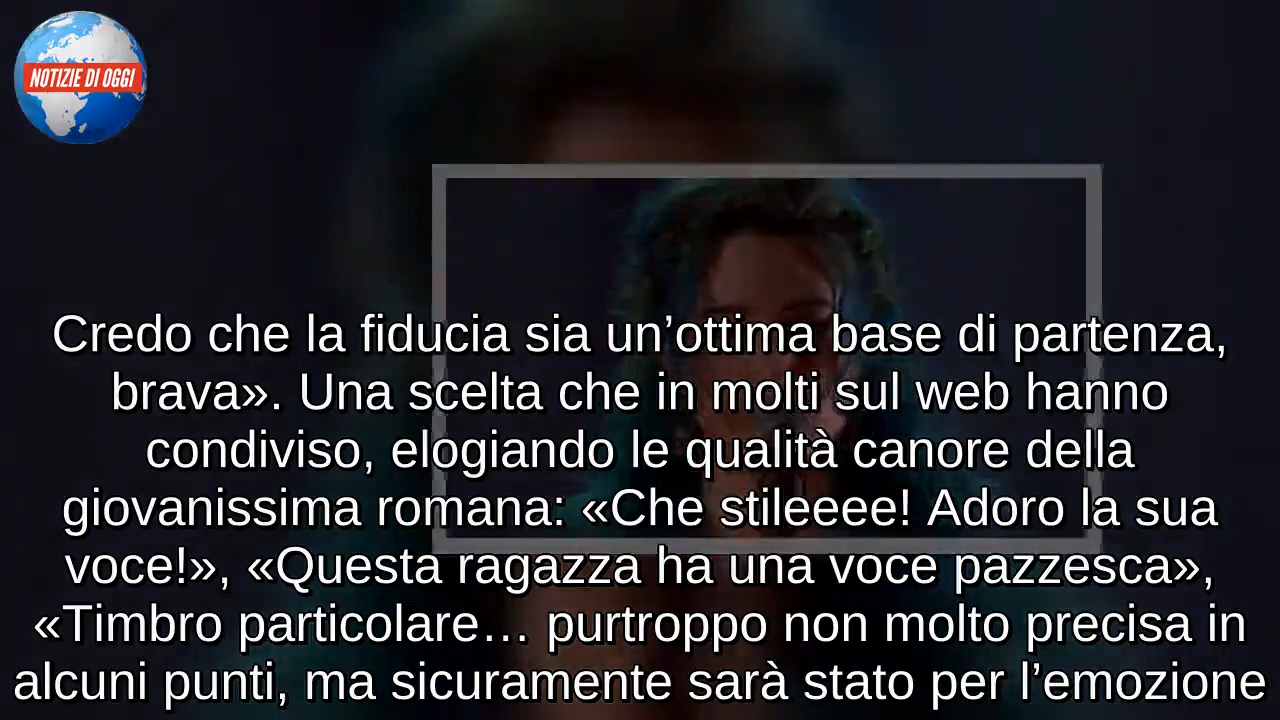 NOTIZIE DI OGGI
Credo che la fiducia sia un’ottima base di partenza,
brava». Una scelta che in molti sul web hanno
condiviso, elogiando le qualità canore della
giovanissima romana: «Che stileeee! Adoro la sua
voce!», «Questa ragazza ha una voce pazzesca»,
«Timbro particolare… purtroppo non molto precisa in
alcuni punti, ma sicuramente sarà stato per l’emozione